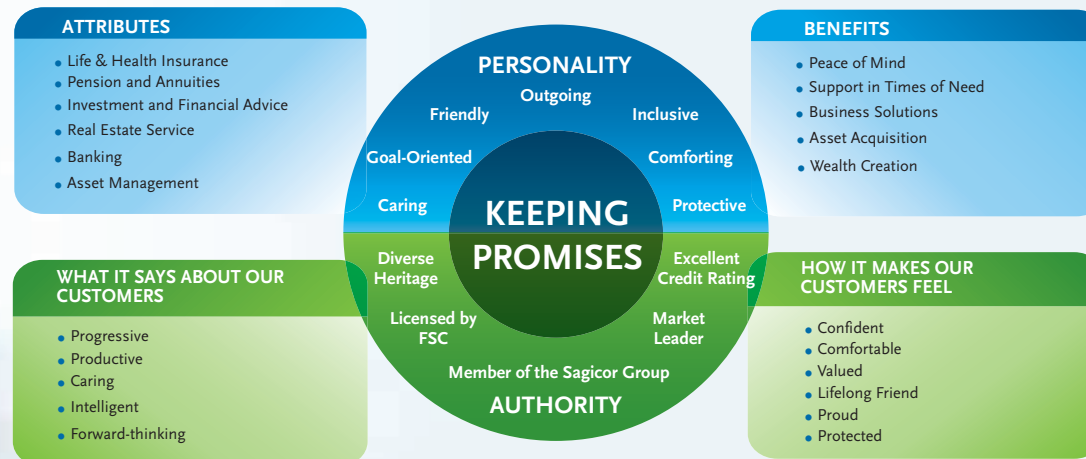 ATTRIBUTES
Life & Health Insurance
Pension and Annuities
Investment and Financial Advice
Real Estate Service
Banking
Asset Management
PERSONALITY
Outgoing
Friendly
Inclusive
Goal-Oriented
Comforting
Caring
Protective
KEEPING
PROMISES
Diverse
Heritage
Excellent
Credit Rating
Licensed by
FSC
Market
Leader
Member of the Sagicor Group
AUTHORITY
BENEFITS
Peace of Mind
Support in Times of Need
Business Solutions
Asset Acquisition
Wealth Creation
WHAT IT SAYS ABOUT OUR
CUSTOMERS
Progressive
Productive
Caring
Intelligent
Forward-thinking
HOW IT MAKES OUR
CUSTOMERS FEEL
Confident
Comfortable
Valued
Lifelong Friend
Proud
Protected